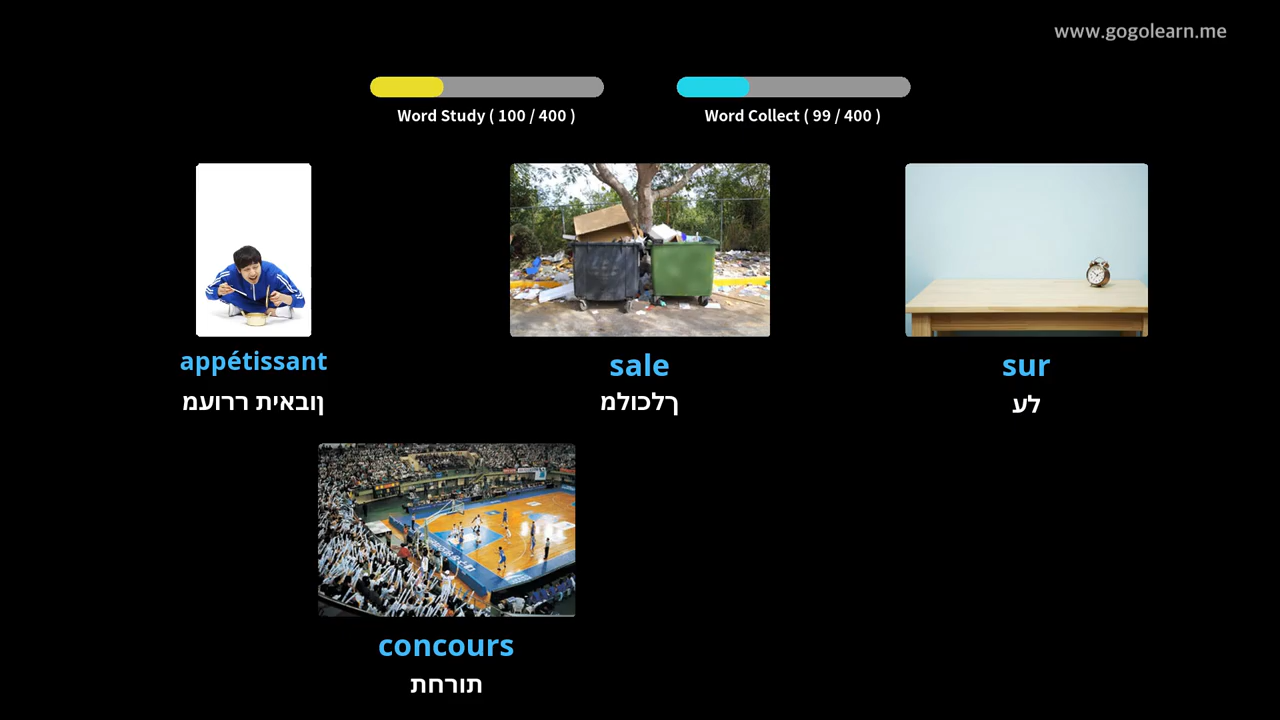 www.gogolearn.me
Word Study ( 100 / 400 )
Word Collect ( 99 / 400 )
appétissant
ןובאית ררועמ
sale
ךלכולמ
sur
לע
concours
תורחת